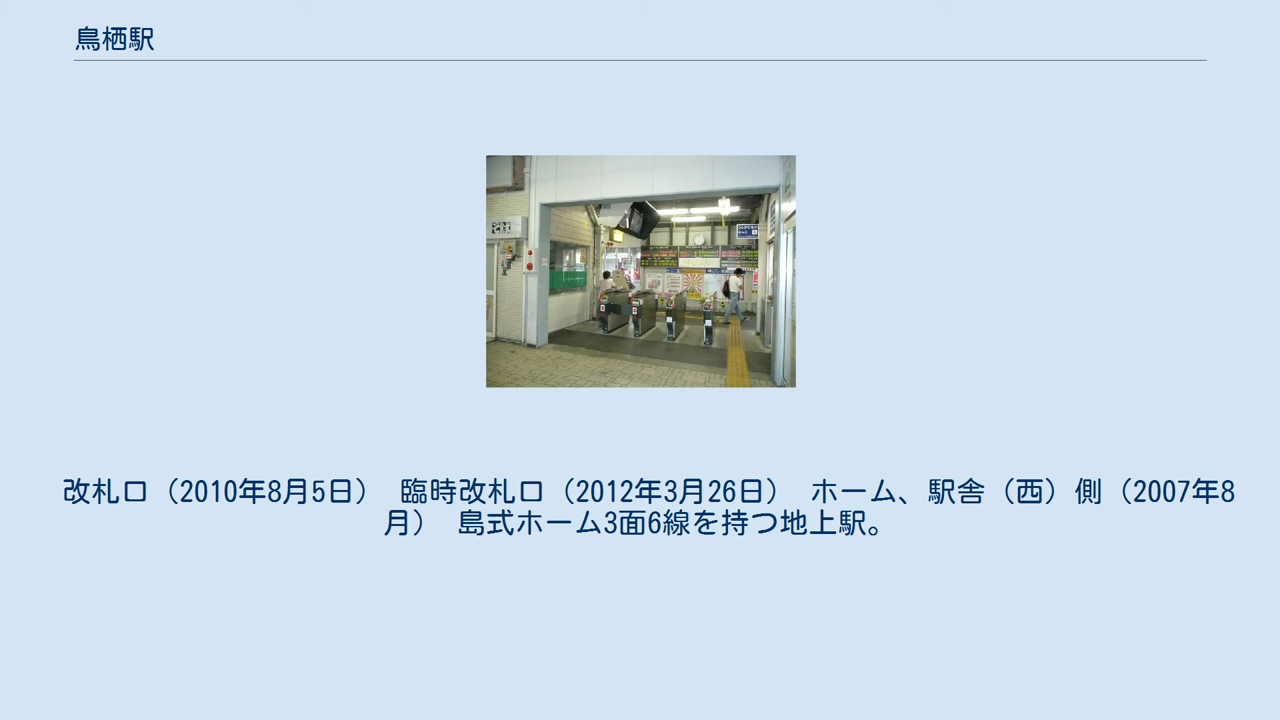 鳥栖駅
改札口（2010年8月5日）　臨時改札口（2012年3月26日）　ホーム、駅舎（西）側（2007年8
月）　島式ホーム3面6線を持つ地上駅。